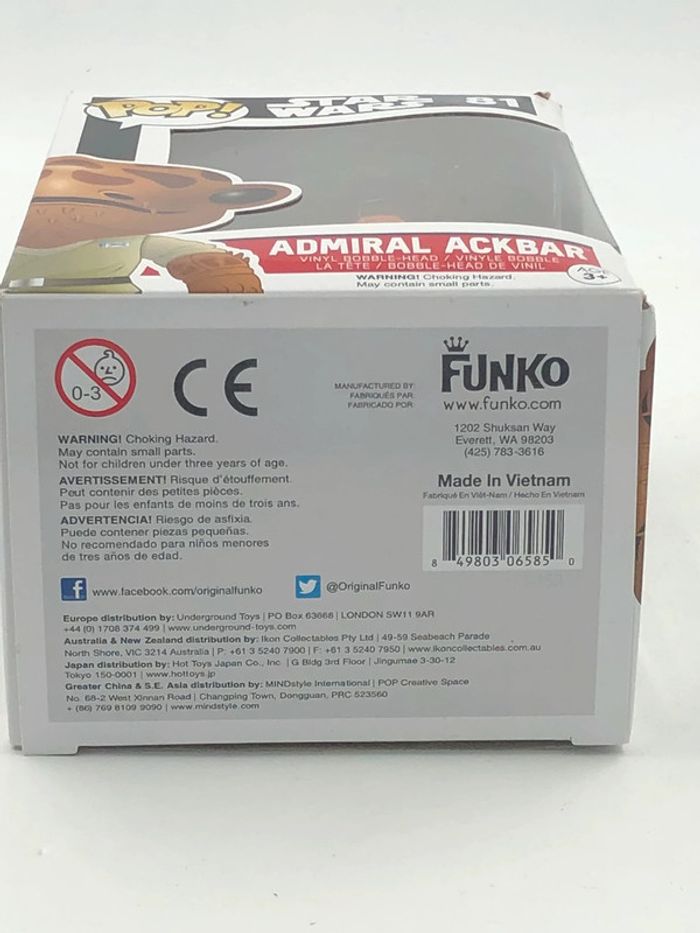 POP!
STAR WARS
81
ADMIRAL ACKBAR
VINYL BOBBLE-HEAD / VINYLE BOBBLE
LA TÊTE / BOBBLE-HEAD DE VINIL
WARNING! Choking Hazard.
May contain small parts.
AGE
3+
0-3
CE
MANUFACTURED BY
FABRIQUÉS PAR
FABRICADO POR
FUNKO
www.funko.com
1202 Shuksan Way
Everett, WA 98203
(425) 783-3616
Made In Vietnam
Fabriqué En Viêt-Nam / Hecho En Vietnam
8 49803 06585 0
WARNING! Choking Hazard.
May contain small parts.
Not for children under three years of age.
AVERTISSEMENT! Risque d'étouffement.
Peut contenir des petites pièces.
Pas pour les enfants de moins de trois ans.
ADVERTENCIA! Riesgo de asfixia.
Puede contener piezas pequeñas.
No recomendado para niños menores
de tres años de edad.
f www.facebook.com/originalfunko
@OriginalFunko
Europe distribution by: Underground Toys | PO Box 63668 | LONDON SW11 9AR
+44 (0) 1708 374 499 | www.underground-toys.com
Australia & New Zealand distribution by: Ikon Collectables Pty Ltd | 49-59 Seabeach Parade
North Shore, VIC 3214 Australia | P: +61 3 5240 7900 | F: +61 3 5240 7950 | www.ikoncollectables.com.au
Japan distribution by: Hot Toys Japan Co., Inc. | G Bldg 3rd Floor | Jingumae 3-30-12
Tokyo 150-0001 | www.hottoys.jp
Greater China & S.E. Asia distribution by: MINDstyle International | POP Creative Space
No. 68-2 West Xinnan Road | Changping Town, Dongguan, PRC 523560
+ (86) 769 8109 9090 | www.mindstyle.com